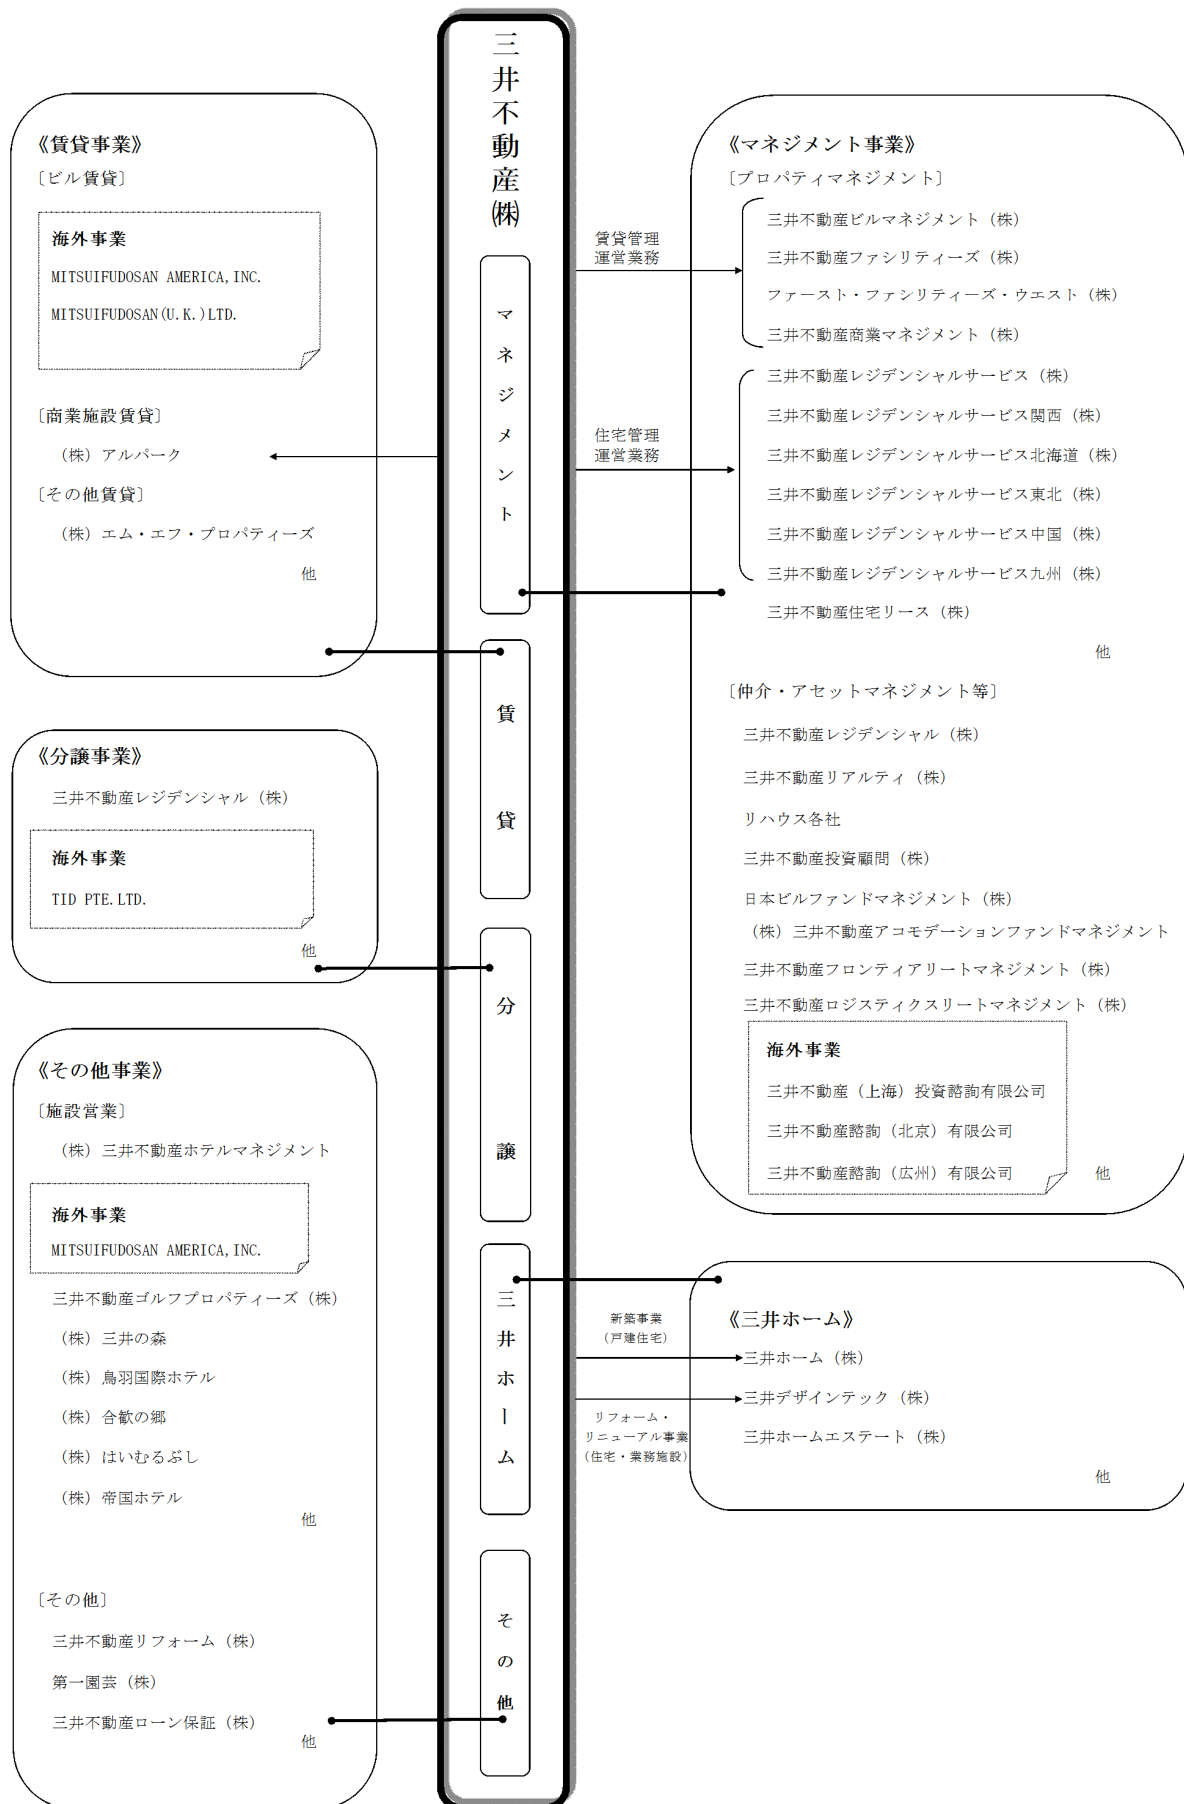 三井不動産㈱
マネジメント
賃貸
分譲
三井ホーム
その他
《賃貸事業》
〔ビル賃貸〕
海外事業
MITSUIFUDOSAN AMERICA,INC.
MITSUIFUDOSAN(U.K.)LTD.
〔商業施設賃貸〕
（株）アルパーク
〔その他賃貸〕
（株）エム・エフ・プロパティーズ
他
《分譲事業》
三井不動産レジデンシャル（株）
海外事業
TID PTE.LTD.
他
《その他事業》
〔施設営業〕
（株）三井不動産ホテルマネジメント
海外事業
MITSUIFUDOSAN AMERICA,INC.
三井不動産ゴルフプロパティーズ（株）
（株）三井の森
（株）鳥羽国際ホテル
（株）合歓の郷
（株）はいむるぶし
（株）帝国ホテル
他
〔その他〕
三井不動産リフォーム（株）
第一園芸（株）
三井不動産ローン保証（株）
他
賃貸管理
運営業務
住宅管理
運営業務
《マネジメント事業》
〔プロパティマネジメント〕
三井不動産ビルマネジメント（株）
三井不動産ファシリティーズ（株）
ファースト・ファシリティーズ・ウエスト（株）
三井不動産商業マネジメント（株）
三井不動産レジデンシャルサービス（株）
三井不動産レジデンシャルサービス関西（株）
三井不動産レジデンシャルサービス北海道（株）
三井不動産レジデンシャルサービス東北（株）
三井不動産レジデンシャルサービス中国（株）
三井不動産レジデンシャルサービス九州（株）
三井不動産住宅リース（株）
他
〔仲介・アセットマネジメント等〕
三井不動産レジデンシャル（株）
三井不動産リアルティ（株）
リハウス各社
三井不動産投資顧問（株）
日本ビルファンドマネジメント（株）
（株）三井不動産アコモデーションファンドマネジメント
三井不動産フロンティアリートマネジメント（株）
三井不動産ロジスティクスリートマネジメント（株）
海外事業
三井不動産（上海）投資諮詢有限公司
三井不動産諮詢（北京）有限公司
三井不動産諮詢（広州）有限公司
他
新築事業
（戸建住宅）
リフォーム・
リニューアル事業
（住宅・業務施設）
《三井ホーム》
三井ホーム（株）
三井デザインテック（株）
三井ホームエステート（株）
他